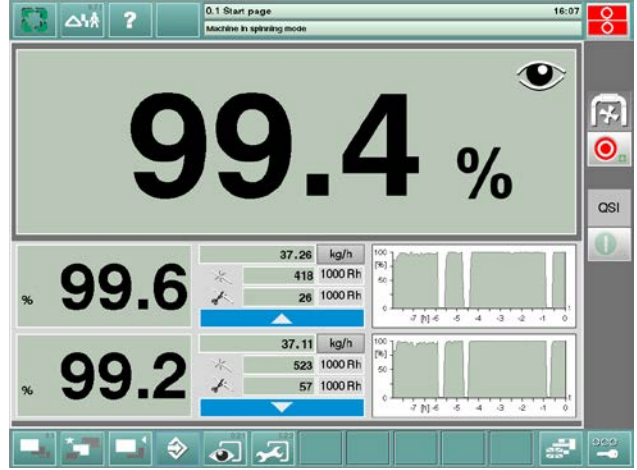 ?
0.1 Start page 16:07
Machine in spinning mode
99.4 %
QSI
% 99.6
37.26 kg/h
418 1000 Rh
26 1000 Rh
100
[%]
50
-7 [h] -6 -5 -4 -3 -2 -1 0
t
% 99.2
37.11 kg/h
523 1000 Rh
57 1000 Rh
100
[%]
50
-7 [h] -6 -5 -4 -3 -2 -1 0
t